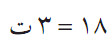 ۱۸ = ۳ ت